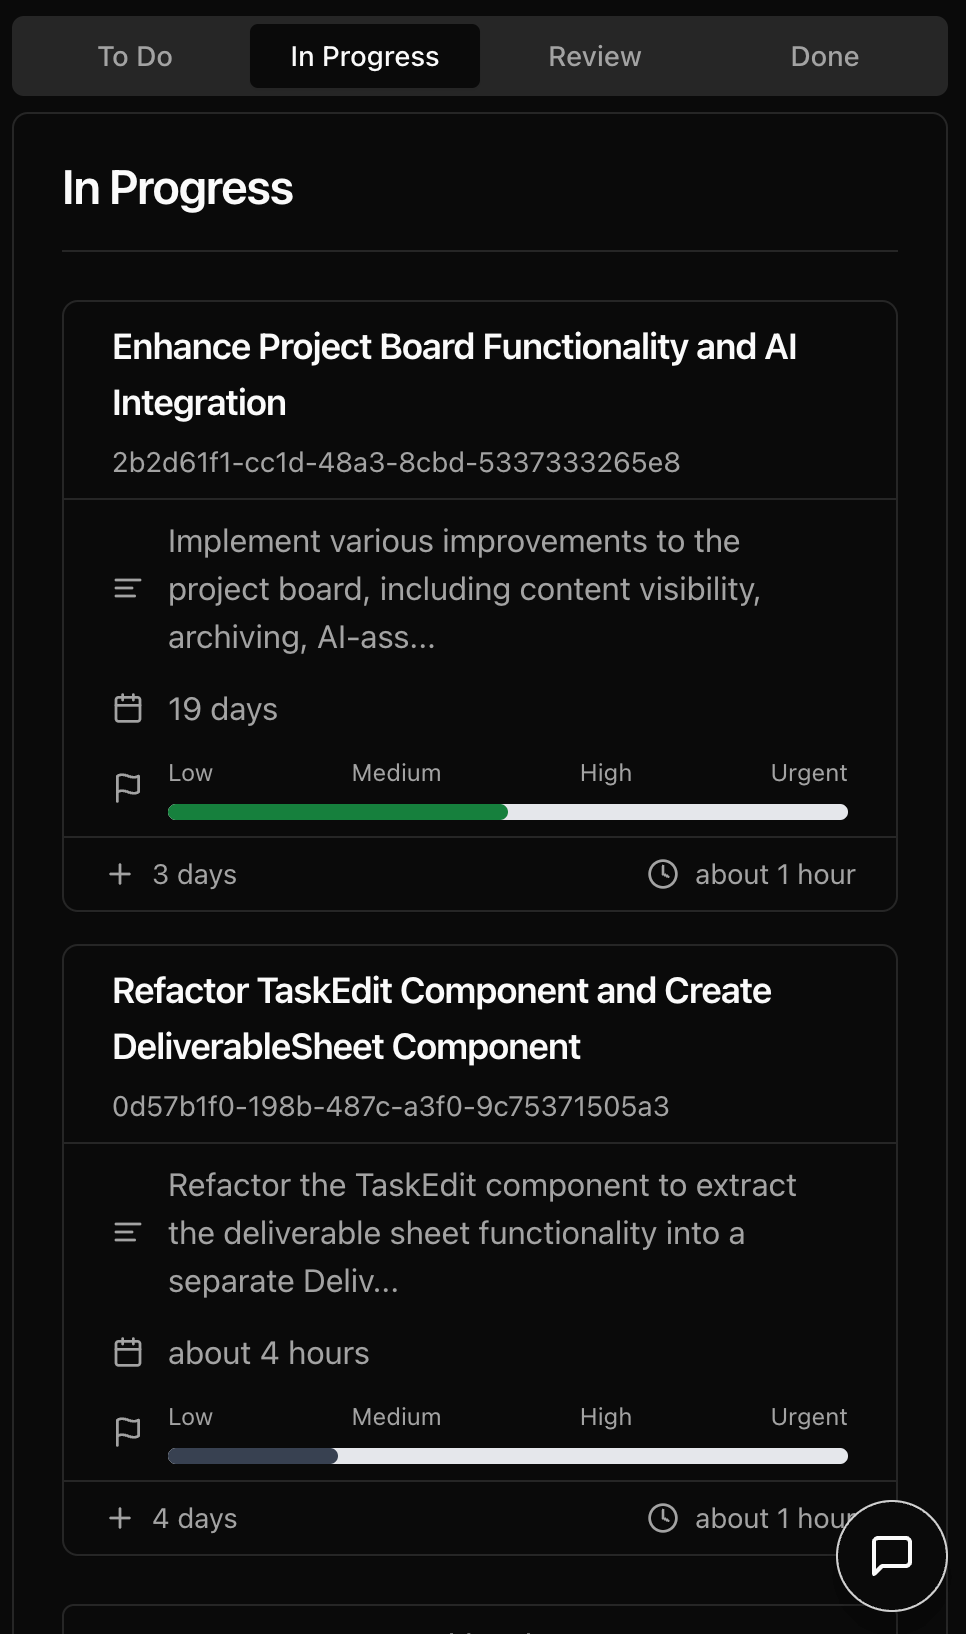 To Do
In Progress
Review
Done
In Progress
Enhance Project Board Functionality and AI
Integration
2b2d61f1-cc1d-48a3-8cbd-5337333265e8
Implement various improvements to the
project board, including content visibility,
archiving, AI-ass...
19 days
Low Medium High Urgent
3 days
about 1 hour
Refactor TaskEdit Component and Create
DeliverableSheet Component
0d57b1f0-198b-487c-a3f0-9c75371505a3
Refactor the TaskEdit component to extract
the deliverable sheet functionality into a
separate Deliv...
about 4 hours
Low Medium High Urgent
4 days
about 1 hour